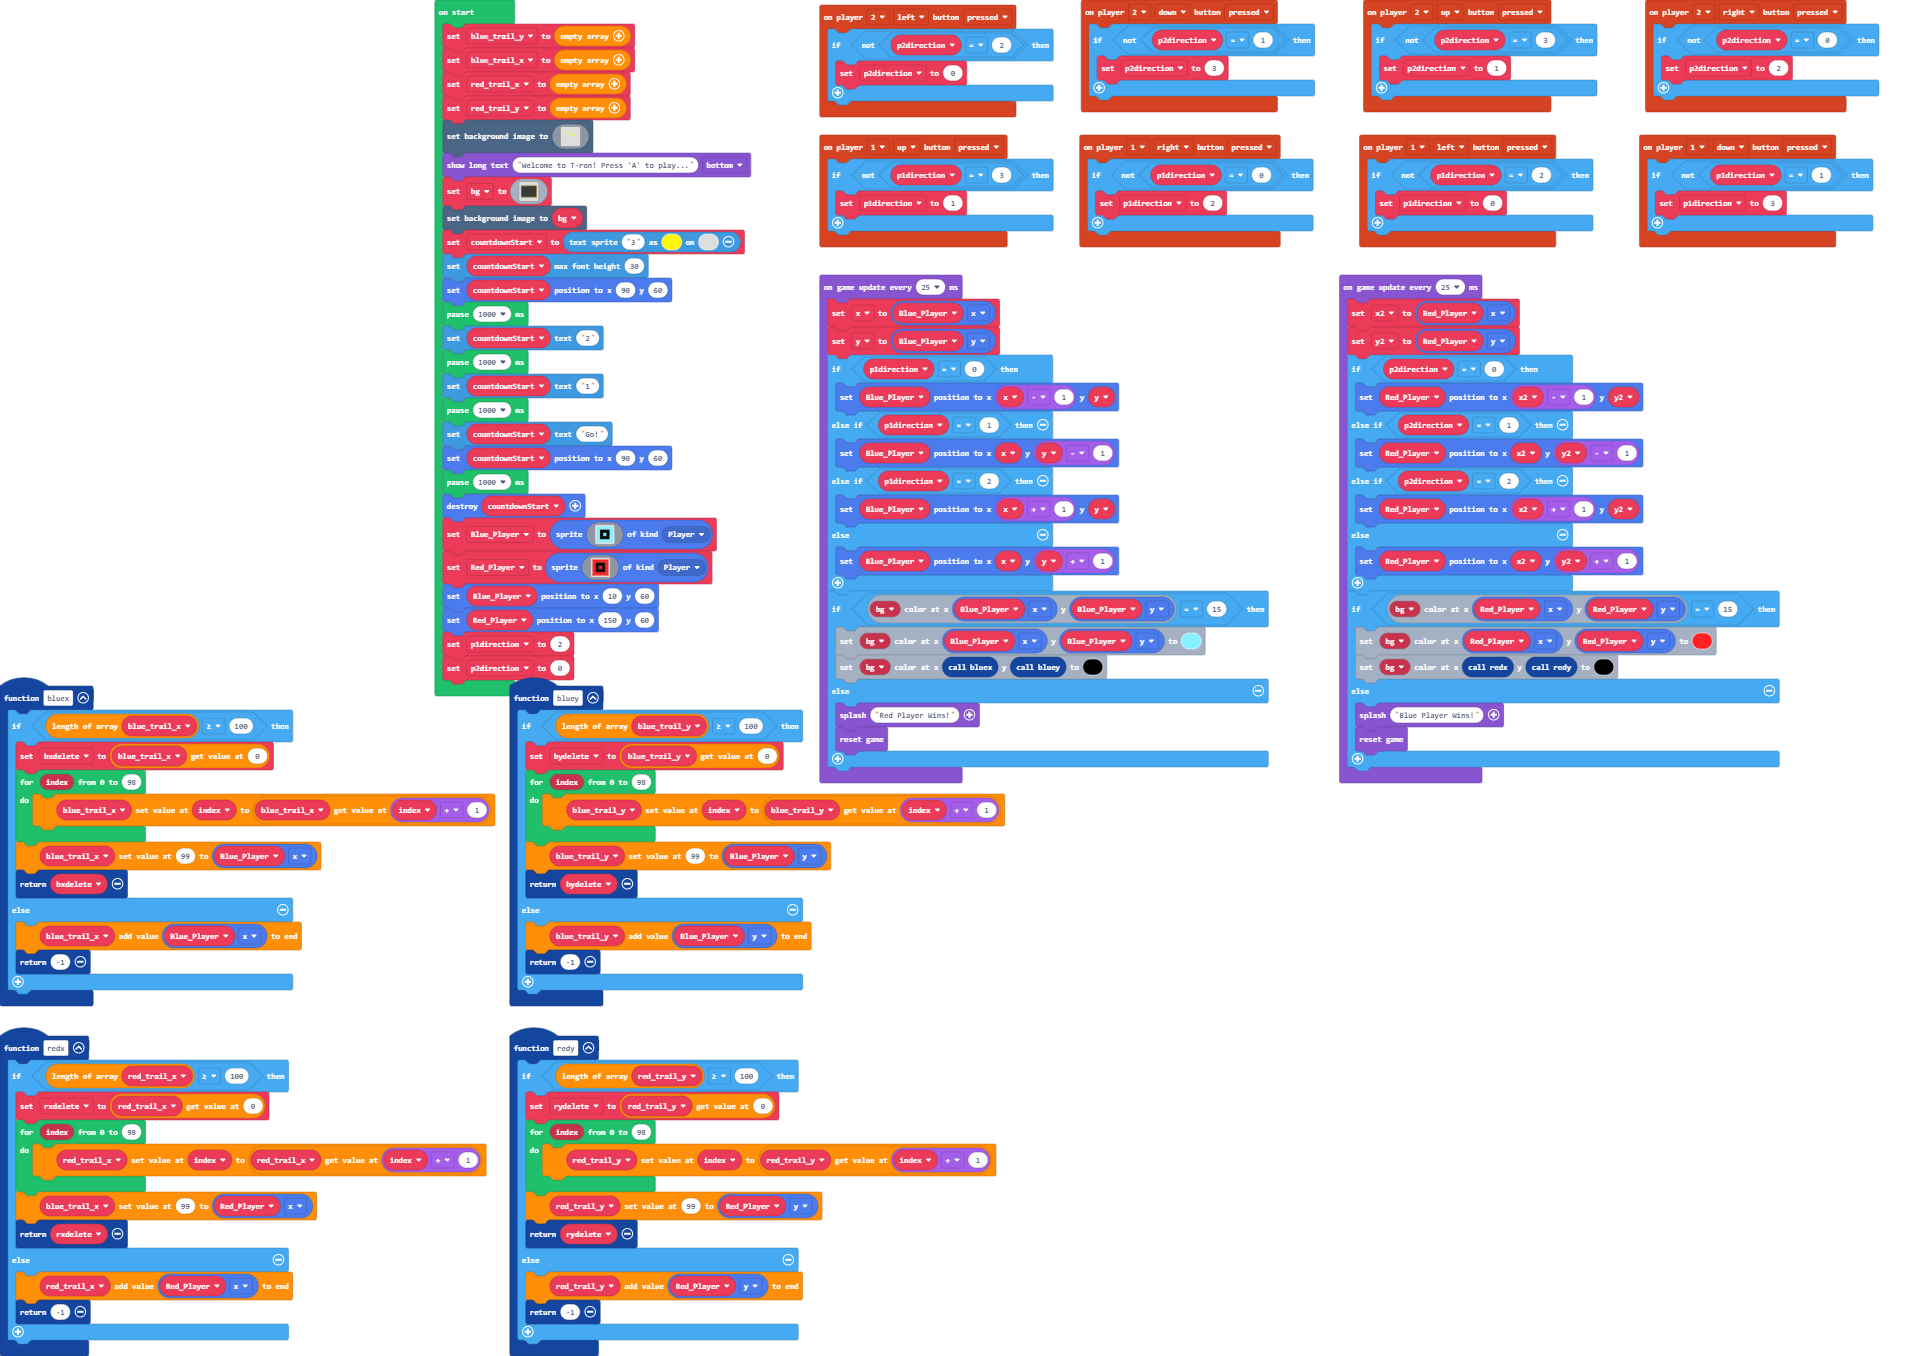 on start
set blue_trail_y to empty array
set blue_trail_x to empty array
set red_trail_x to empty array
set red_trail_y to empty array
set background image to
show long text "Welcome to T-ron! Press 'A' to play..." bottom
set bg to
set background image to bg
set countdownStart to text sprite "3" as on
set countdownStart max font height 30
set countdownStart position to x 90 y 60
pause 1000 ms
set countdownStart text "2"
pause 1000 ms
set countdownStart text "1"
pause 1000 ms
set countdownStart text "Go!"
set countdownStart position to x 90 y 60
pause 1000 ms
destroy countdownStart
set Blue_Player to sprite of kind Player
set Red_Player to sprite of kind Player
set Blue_Player position to x 10 y 60
set Red_Player position to x 150 y 60
set p1direction to 2
set p2direction to 0
on player 2 left button pressed
if not p2direction = 2 then
set p2direction to 0
on player 2 down button pressed
if not p2direction = 1 then
set p2direction to 3
on player 2 up button pressed
if not p2direction = 3 then
set p2direction to 1
on player 2 right button pressed
if not p2direction = 0 then
set p2direction to 2
on player 1 up button pressed
if not p1direction = 3 then
set p1direction to 1
on player 1 right button pressed
if not p1direction = 0 then
set p1direction to 2
on player 1 left button pressed
if not p1direction = 2 then
set p1direction to 0
on player 1 down button pressed
if not p1direction = 1 then
set p1direction to 3
on game update every 25 ms
set x to Blue_Player x
set y to Blue_Player y
if p1direction = 0 then
set Blue_Player position to x x - 1 y y
else if p1direction = 1 then
set Blue_Player position to x x y y - 1
else if p1direction = 2 then
set Blue_Player position to x x + 1 y y
else
set Blue_Player position to x x y y + 1
if bg color at x Blue_Player x y Blue_Player y = 15 then
set bg color at x Blue_Player x y Blue_Player y to
set bg color at x call bluex y call bluey to
else
splash "Red Player Wins!"
reset game
on game update every 25 ms
set x2 to Red_Player x
set y2 to Red_Player y
if p2direction = 0 then
set Red_Player position to x x2 - 1 y y2
else if p2direction = 1 then
set Red_Player position to x x2 y y2 - 1
else if p2direction = 2 then
set Red_Player position to x x2 + 1 y y2
else
set Red_Player position to x x2 y y2 + 1
if bg color at x Red_Player x y Red_Player y = 15 then
set bg color at x Red_Player x y Red_Player y to
set bg color at x call redx y call redy to
else
splash "Blue Player Wins!"
reset game
function bluex
if length of array blue_trail_x ≥ 100 then
set bxdelete to blue_trail_x get value at 0
for index from 0 to 98
do
blue_trail_x set value at index to blue_trail_x get value at index + 1
blue_trail_x set value at 99 to Blue_Player x
return bxdelete
else
blue_trail_x add value Blue_Player x to end
return -1
function bluey
if length of array blue_trail_y ≥ 100 then
set bydelete to blue_trail_y get value at 0
for index from 0 to 98
do
blue_trail_y set value at index to blue_trail_y get value at index + 1
blue_trail_y set value at 99 to Blue_Player y
return bydelete
else
blue_trail_y add value Blue_Player y to end
return -1
function redx
if length of array red_trail_x ≥ 100 then
set rxdelete to red_trail_x get value at 0
for index from 0 to 98
do
red_trail_x set value at index to red_trail_x get value at index + 1
blue_trail_x set value at 99 to Red_Player x
return rxdelete
else
red_trail_x add value Red_Player x to end
return -1
function redy
if length of array red_trail_y ≥ 100 then
set rydelete to red_trail_y get value at 0
for index from 0 to 98
do
red_trail_y set value at index to red_trail_y get value at index + 1
red_trail_y set value at 99 to Red_Player y
return rydelete
else
red_trail_y add value Red_Player y to end
return -1